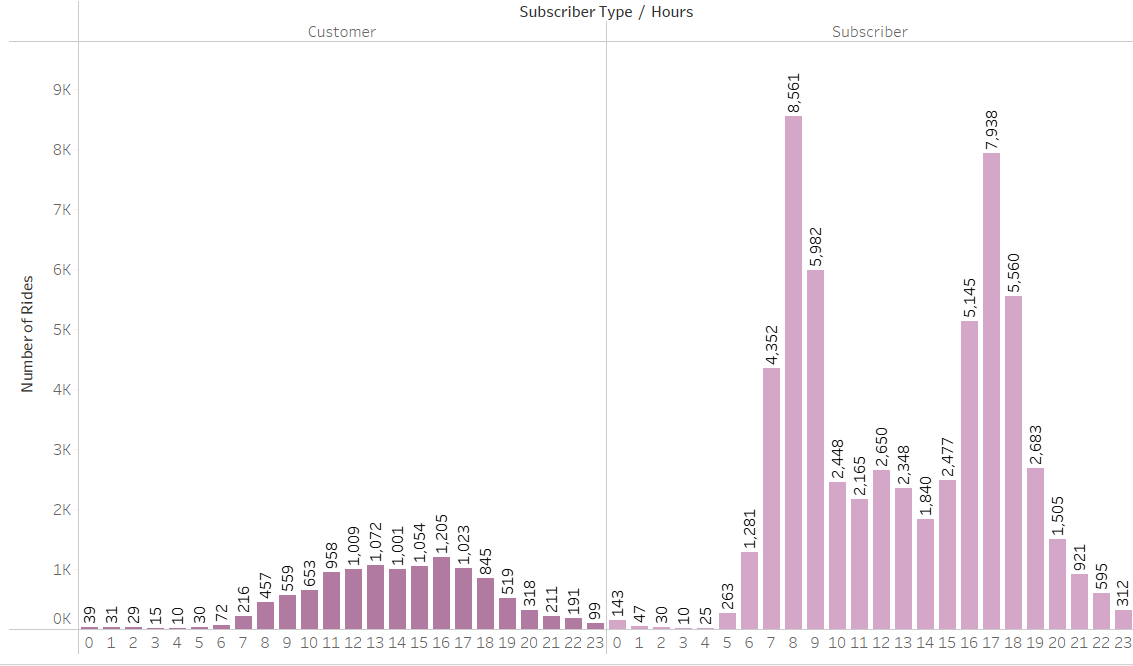 Subscriber Type / Hours
Customer Subscriber
Number of Rides
9K
8K
7K
6K
5K
4K
3K
2K
1K
0K
39 31 29 15 10 30 72 216 457 559 653 958 1,009 1,072 1,001 1,054 1,205 1,023 845 519 318 211 191 99
143 47 30 10 25 263 1,281 4,352 8,561 5,982 2,448 2,165 2,650 2,348 1,840 2,477 5,145 7,938 5,560 2,683 1,505 921 595 312
0 1 2 3 4 5 6 7 8 9 10 11 12 13 14 15 16 17 18 19 20 21 22 23 0 1 2 3 4 5 6 7 8 9 10 11 12 13 14 15 16 17 18 19 20 21 22 23